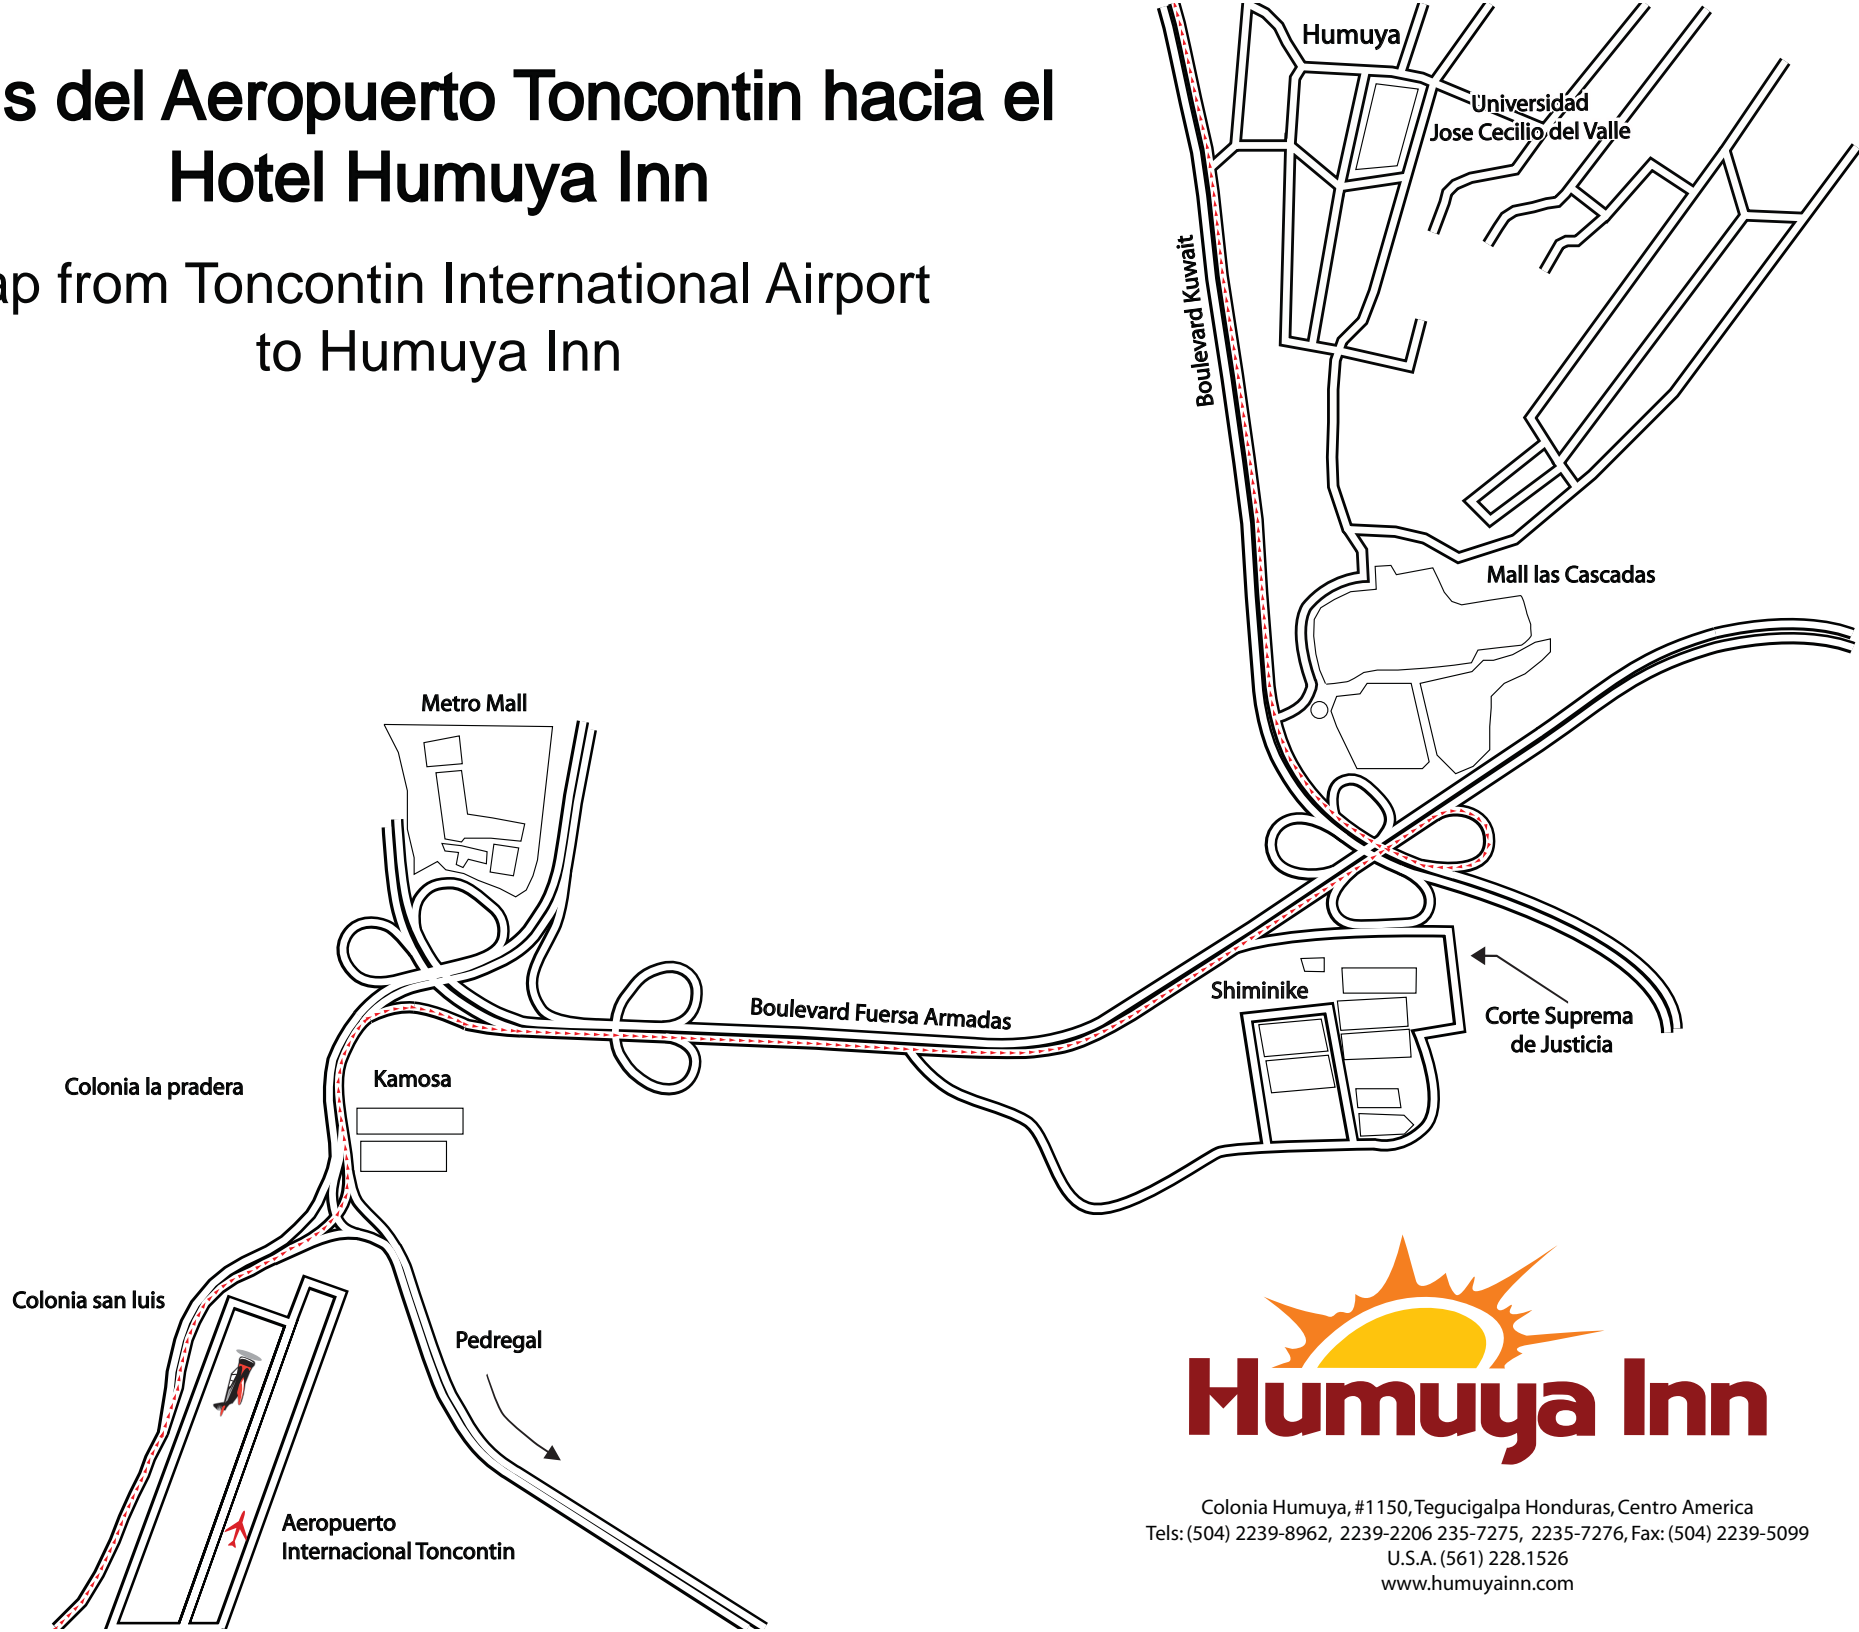 s del Aeropuerto Toncontin hacia el
Hotel Humuya Inn
ap from Toncontin International Airport
to Humuya Inn
Humuya
Universidad
Jose Cecilio del Valle
Boulevard Kuwait
Mall las Cascadas
Metro Mall
Boulevard Fuersa Armadas
Shiminike
Corte Suprema
de Justicia
Colonia la pradera
Kamosa
Colonia san luis
Pedregal
Aeropuerto
Internacional Toncontin
Humuya Inn
Colonia Humuya, #1150, Tegucigalpa Honduras, Centro America
Tels: (504) 2239-8962, 2239-2206 235-7275, 2235-7276, Fax: (504) 2239-5099
U.S.A. (561) 228.1526
www.humuyainn.com